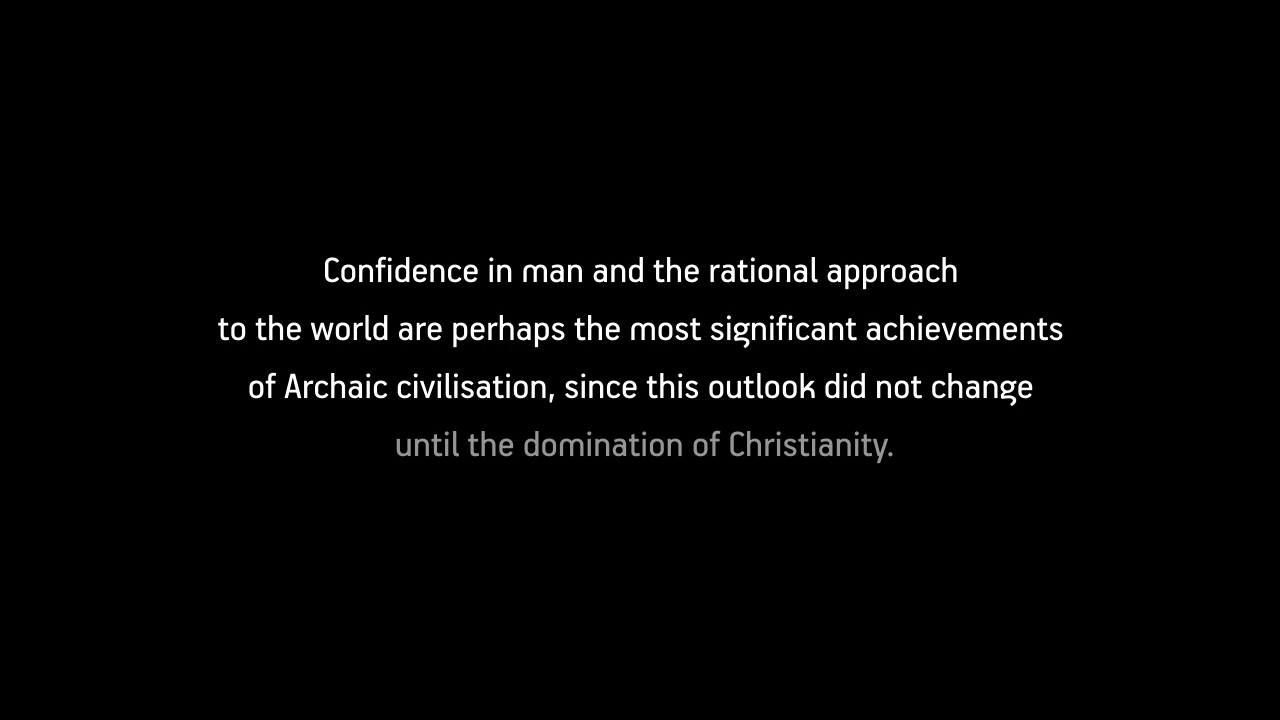 Confidence in man and the rational approach
to the world are perhaps the most significant achievements
of Archaic civilisation, since this outlook did not change
until the domination of Christianity.